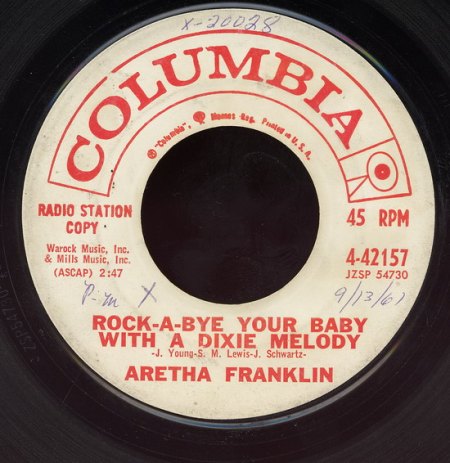 x-20028
COLUMBIA
® "Columbia", Marcas Reg. Printed in U. S. A.
RADIO STATION
COPY
Warock Music, Inc.
& Mills Music, Inc.
(ASCAP) 2:47
45 RPM
4-42157
JZSP 54730
9/13/61
ROCK-A-BYE YOUR BABY
WITH A DIXIE MELODY
-J. Young-S. M. Lewis-J. Schwartz-
ARETHA FRANKLIN